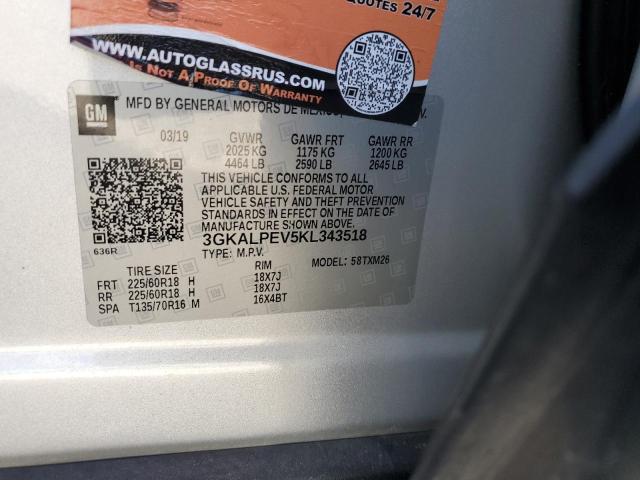 QUOTES 24/7
WWW.AUTOGLASSRUS.COM
IS NOT A PROOF OF WARRANTY
GM
MFD BY GENERAL MOTORS DE MEXICO, V.
03/19 GVWR GAWR FRT GAWR RR
2025 KG 1175 KG 1200 KG
4464 LB 2590 LB 2645 LB
THIS VEHICLE CONFORMS TO ALL
APPLICABLE U.S. FEDERAL MOTOR
VEHICLE SAFETY AND THEFT PREVENTION
STANDARDS IN EFFECT ON THE DATE OF
MANUFACTURE SHOWN ABOVE.
3GKALPEV5KL343518
636R
TYPE: M.P.V. MODEL: 58TXM26
TIRE SIZE RIM
FRT 225/60R18 H 18X7J
RR 225/60R18 H 18X7J
SPA T135/70R16 M 16X4BT